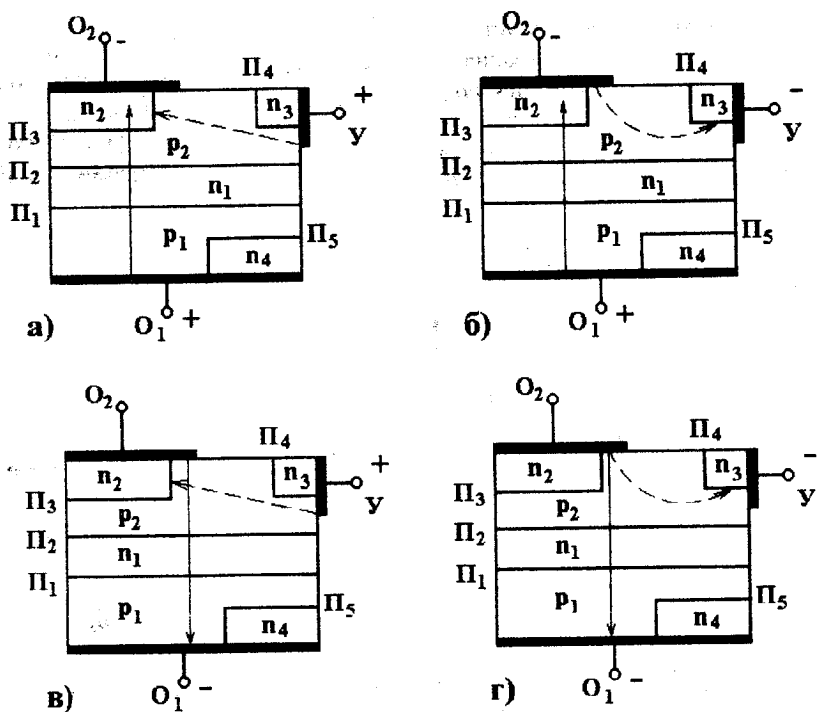 O₂ -
П₄
n₂
n₃
+
У
П₃
p₂
П₂
n₁
П₁
p₁
П₅
n₄
а)
O₁ +
O₂ -
П₄
n₂
n₃
-
У
П₃
p₂
П₂
n₁
П₁
p₁
П₅
n₄
б)
O₁ +
O₂
П₄
n₂
n₃
+
У
П₃
p₂
П₂
n₁
П₁
p₁
П₅
n₄
в)
O₁ -
O₂
П₄
n₂
n₃
-
У
П₃
p₂
П₂
n₁
П₁
p₁
П₅
n₄
г)
O₁ -